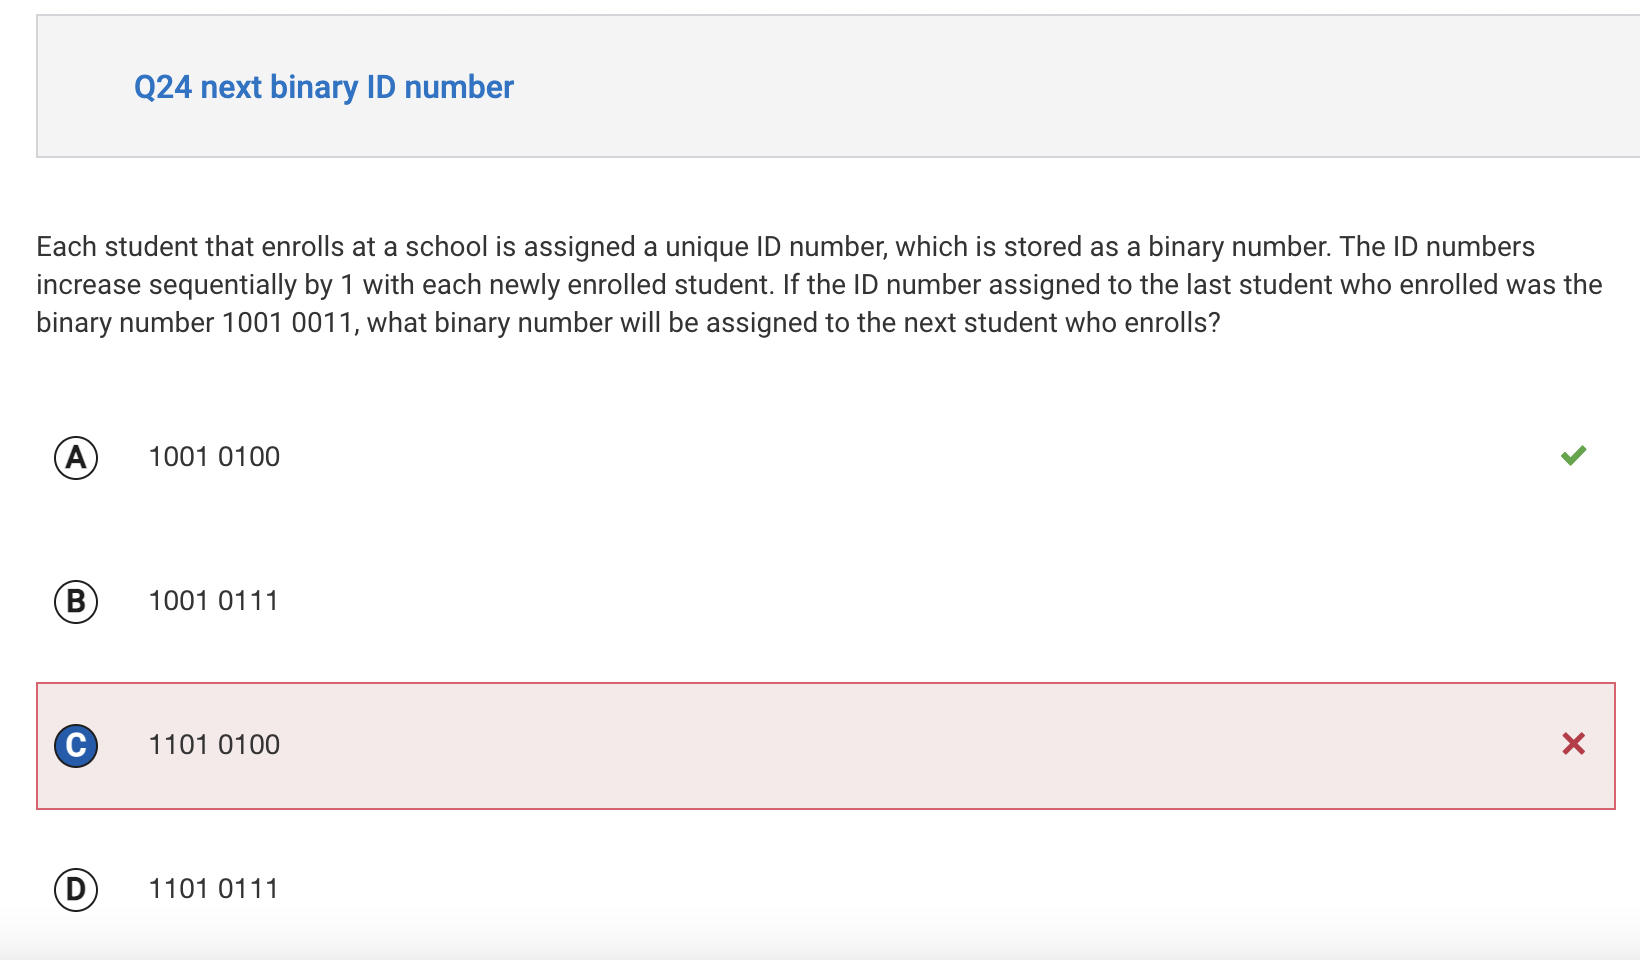 Q24 next binary ID number
Each student that enrolls at a school is assigned a unique ID number, which is stored as a binary number. The ID numbers
increase sequentially by 1 with each newly enrolled student. If the ID number assigned to the last student who enrolled was the
binary number 1001 0011, what binary number will be assigned to the next student who enrolls?
A 1001 0100
B 1001 0111
C 1101 0100
D 1101 0111